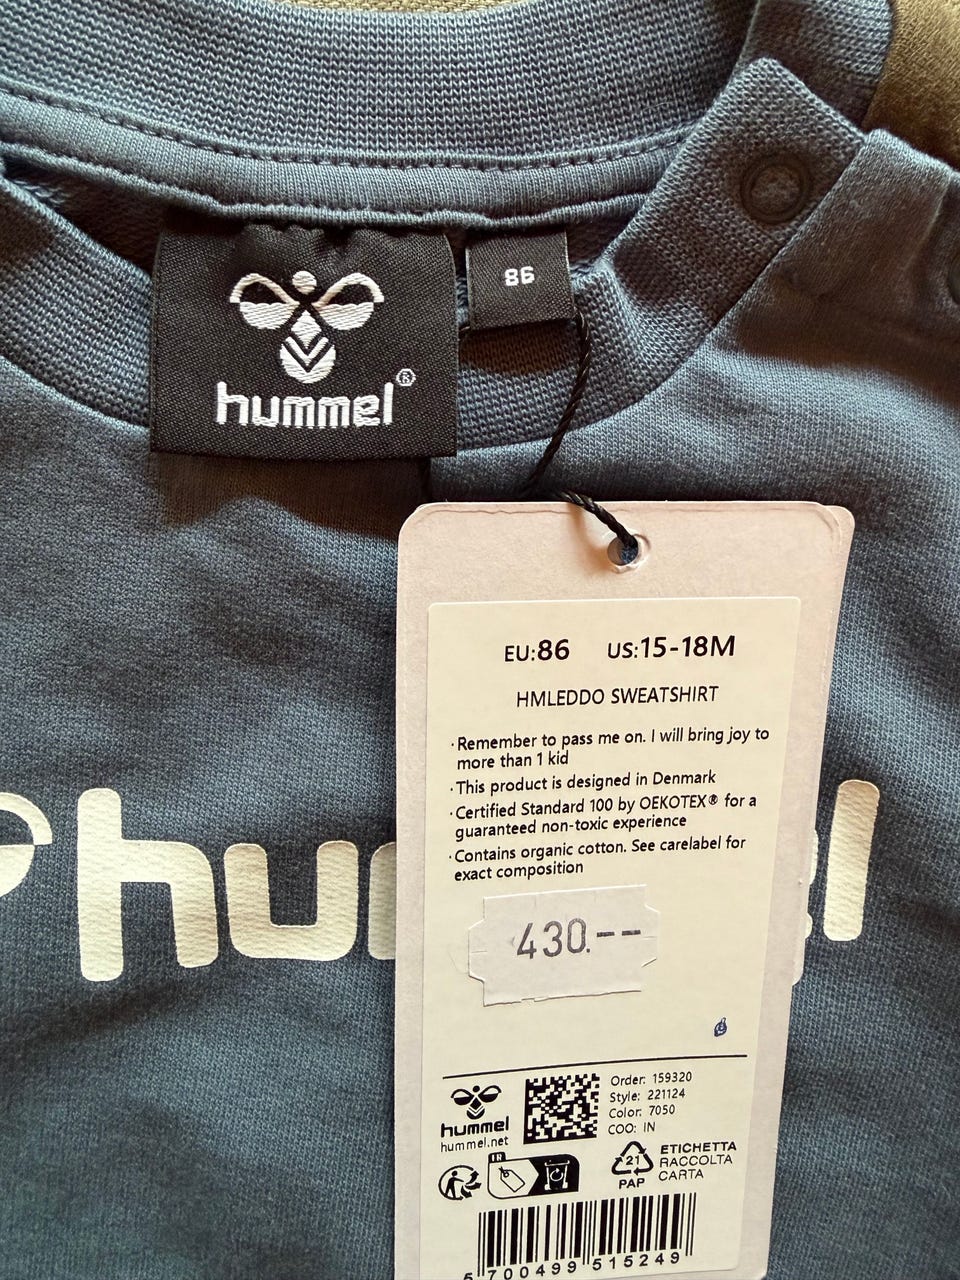 hummel®
86
hummel
EU:86 US:15-18M
HMLEDDO SWEATSHIRT
·Remember to pass me on. I will bring joy to
more than 1 kid
·This product is designed in Denmark
·Certified Standard 100 by OEKOTEX® for a
guaranteed non-toxic experience
·Contains organic cotton. See carelabel for
exact composition
430.--
hummel
hummel.net
Order: 159320
Style: 221124
Color: 7050
COO: IN
FR
21
PAP
ETICHETTA
RACCOLTA
CARTA
5 700499 515249